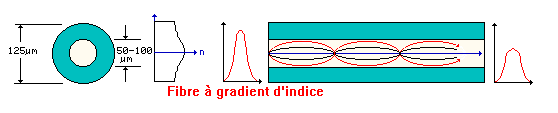 125µm
50-100
µm
n
Fibre à gradient d'indice